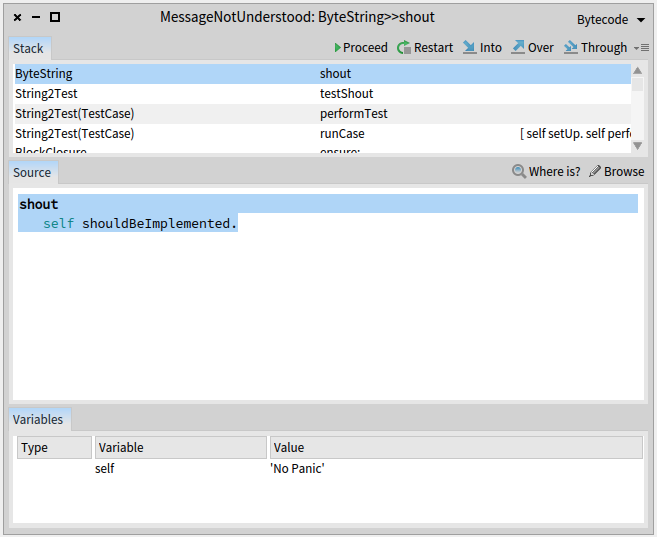 MessageNotUnderstood: ByteString>>shout
Bytecode
Stack
Proceed Restart Into Over Through
ByteString shout
String2Test testShout
String2Test(TestCase) performTest
String2Test(TestCase) runCase [ self setUp. self perfo
BlockClosure ensure:
Source
Where is? Browse
shout
self shouldBeImplemented.
Variables
Type Variable Value
self 'No Panic'